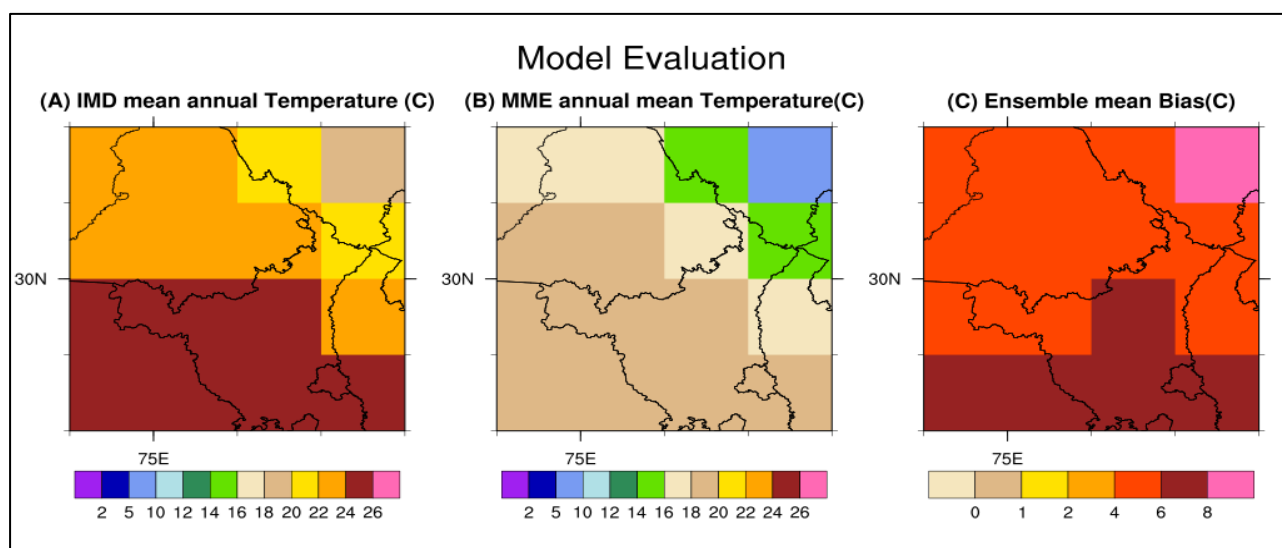 Model Evaluation
(A) IMD mean annual Temperature (C)
(B) MME annual mean Temperature(C)
(C) Ensemble mean Bias(C)
30N
30N
30N
75E
75E
75E
2 5 10 12 14 16 18 20 22 24 26
2 5 10 12 14 16 18 20 22 24 26
0 1 2 4 6 8